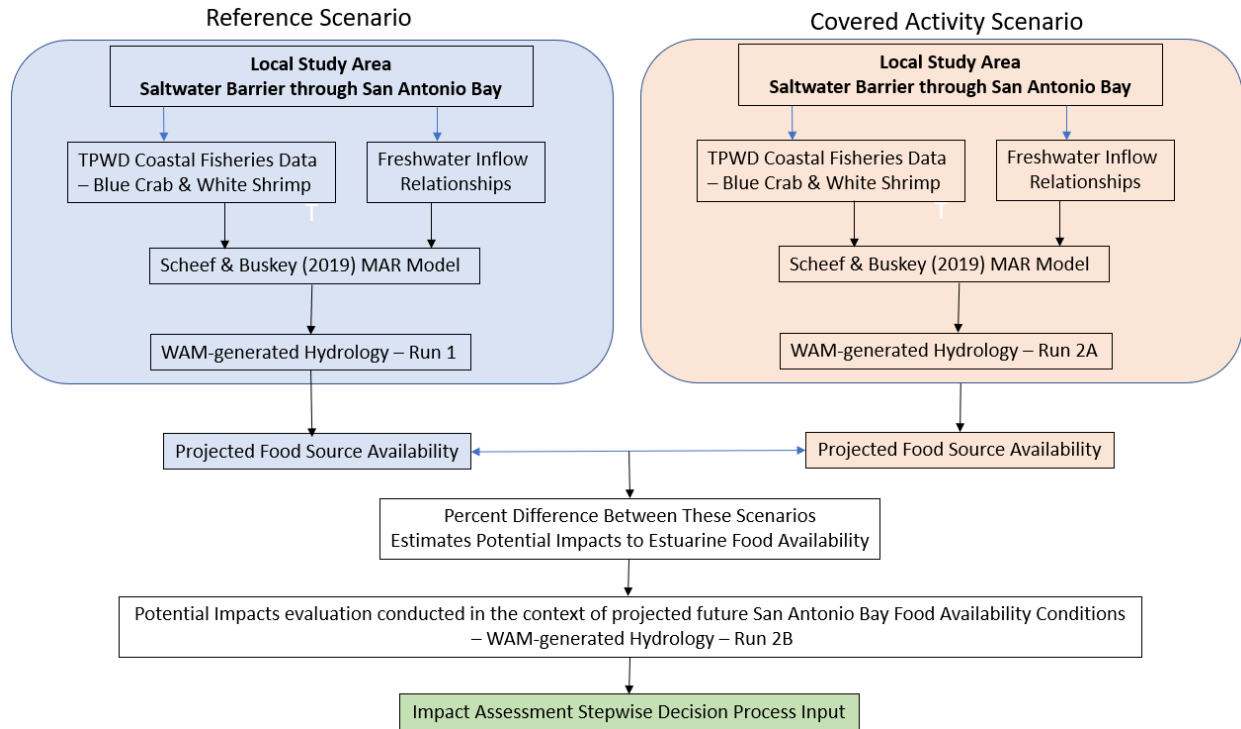 Reference Scenario
Local Study Area
Saltwater Barrier through San Antonio Bay
TPWD Coastal Fisheries Data
– Blue Crab & White Shrimp
T
Freshwater Inflow
Relationships
Scheef & Buskey (2019) MAR Model
WAM-generated Hydrology – Run 1
Projected Food Source Availability
Covered Activity Scenario
Local Study Area
Saltwater Barrier through San Antonio Bay
TPWD Coastal Fisheries Data
– Blue Crab & White Shrimp
T
Freshwater Inflow
Relationships
Scheef & Buskey (2019) MAR Model
WAM-generated Hydrology – Run 2A
Projected Food Source Availability
Percent Difference Between These Scenarios
Estimates Potential Impacts to Estuarine Food Availability
Potential Impacts evaluation conducted in the context of projected future San Antonio Bay Food Availability Conditions
– WAM-generated Hydrology – Run 2B
Impact Assessment Stepwise Decision Process Input